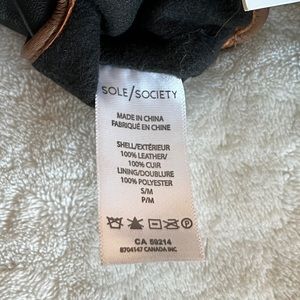 SOLE/SOCIETY
MADE IN CHINA
FABRIQUÉ EN CHINE
SHELL/EXTÉRIEUR
100% LEATHER/
100% CUIR
LINING/DOUBLURE
100% POLYESTER
S/M
P/M
CA 59214
8704147 CANADA INC